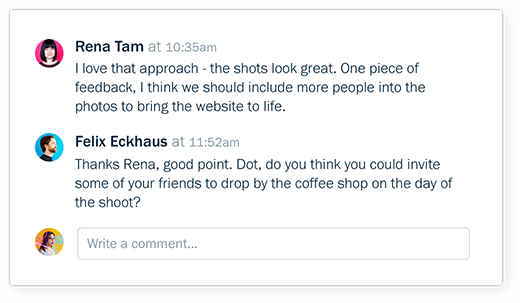 Rena Tam at 10:35am
I love that approach - the shots look great. One piece of
feedback, I think we should include more people into the
photos to bring the website to life.
Felix Eckhaus at 11:52am
Thanks Rena, good point. Dot, do you think you could invite
some of your friends to drop by the coffee shop on the day of
the shoot?
Write a comment...